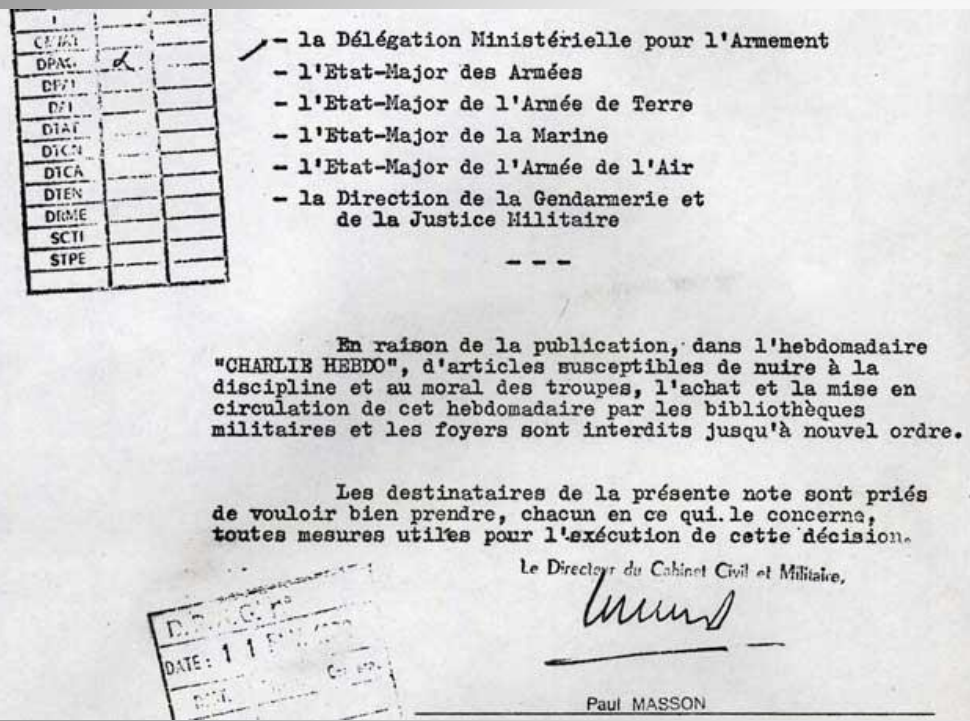 DPAG
DTAT
DTCN
DTCA
DTEN
DRME
SCTI
STPE
- la Délégation Ministérielle pour l'Armement
- l'Etat-Major des Armées
- l'Etat-Major de l'Armée de Terre
- l'Etat-Major de la Marine
- l'Etat-Major de l'Armée de l'Air
- la Direction de la Gendarmerie et
de la Justice Militaire
- - -
En raison de la publication, dans l'hebdomadaire
"CHARLIE HEBDO", d'articles susceptibles de nuire à la
discipline et au moral des troupes, l'achat et la mise en
circulation de cet hebdomadaire par les bibliothèques
militaires et les foyers sont interdits jusqu'à nouvel ordre.
Les destinataires de la présente note sont priés
de vouloir bien prendre, chacun en ce qui.le concerne,
toutes mesures utiles pour l'exécution de cette décision.
Le Directeur du Cabinet Civil et Militaire,
DATE : 1 1
Paul MASSON